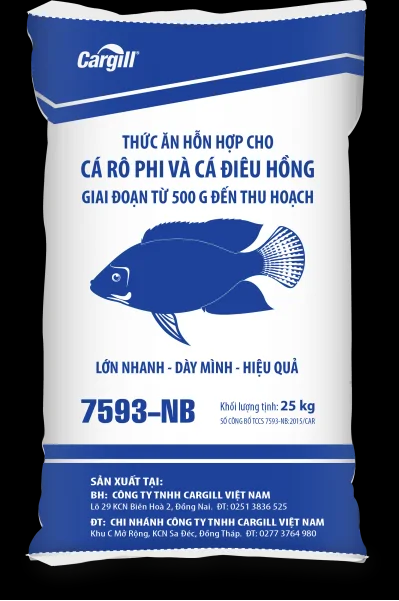 Cargill®
THỨC ĂN HỖN HỢP CHO
CÁ RÔ PHI VÀ CÁ ĐIÊU HỒNG
GIAI ĐOẠN TỪ 500 G ĐẾN THU HOẠCH
LỚN NHANH - DÀY MÌNH - HIỆU QUẢ
7593-NB
Khối lượng tịnh: 25 kg
SỐ CÔNG BỐ TCCS 7593-NB:2015/CAR
SẢN XUẤT TẠI:
BH: CÔNG TY TNHH CARGILL VIỆT NAM
Lô 29 KCN Biên Hoà 2, Đồng Nai. ĐT: 0251 3836 525
ĐT: CHI NHÁNH CÔNG TY TNHH CARGILL VIỆT NAM
Khu C Mở Rộng, KCN Sa Đéc, Đồng Tháp. ĐT: 0277 3764 980